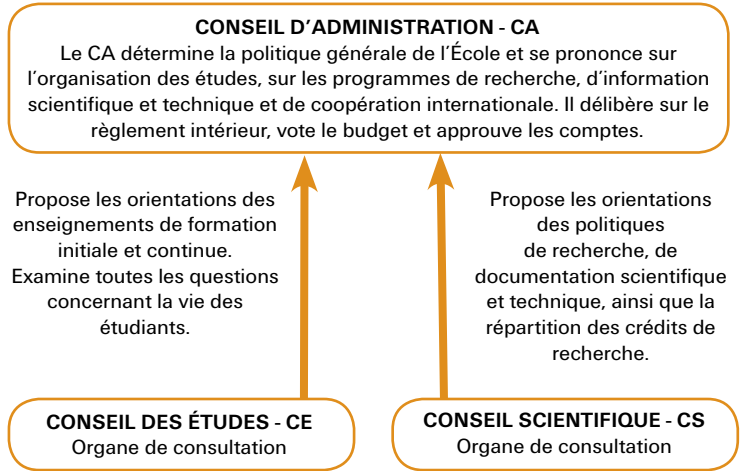 CONSEIL D'ADMINISTRATION - CA
Le CA détermine la politique générale de l'École et se prononce sur
l'organisation des études, sur les programmes de recherche, d'information
scientifique et technique et de coopération internationale. Il délibère sur le
règlement intérieur, vote le budget et approuve les comptes.
Propose les orientations des
enseignements de formation
initiale et continue.
Examine toutes les questions
concernant la vie des
étudiants.
Propose les orientations
des politiques
de recherche, de
documentation scientifique
et technique, ainsi que la
répartition des crédits de
recherche.
CONSEIL DES ÉTUDES - CE
Organe de consultation
CONSEIL SCIENTIFIQUE - CS
Organe de consultation